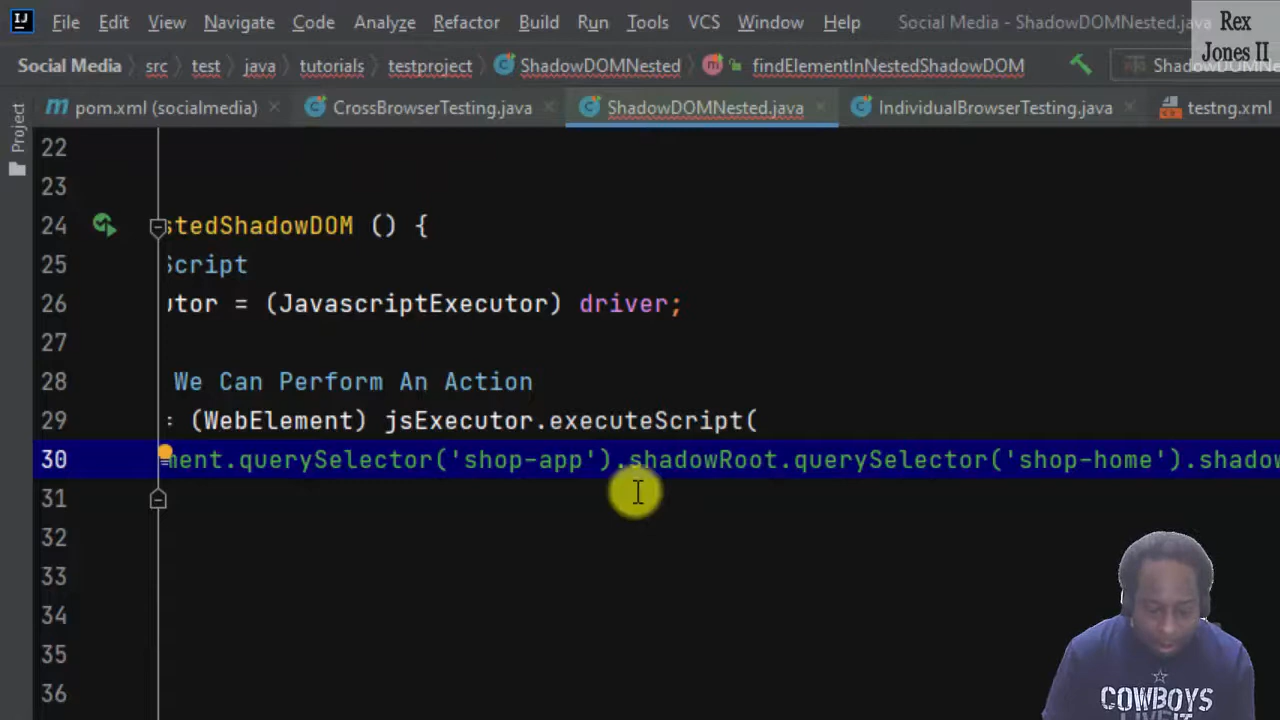 File Edit View Navigate Code Analyze Refactor Build Run Tools VCS Window Help Social Media - ShadowDOMNested.java
Rex
Jones II
Social Media src test java tutorials testproject ShadowDOMNested findElementInNestedShadowDOM ShadowDOMNe
pom.xml (socialmedia) CrossBrowserTesting.java ShadowDOMNested.java IndividualBrowserTesting.java testng.xml
Project
22
23
24 stedShadowDOM () {
25 Script
26 utor = (JavascriptExecutor) driver;
27
28 We Can Perform An Action
29 = (WebElement) jsExecutor.executeScript(
30 ment.querySelector('shop-app').shadowRoot.querySelector('shop-home').shadow
31
32
33
34
35
36
COWBOYS